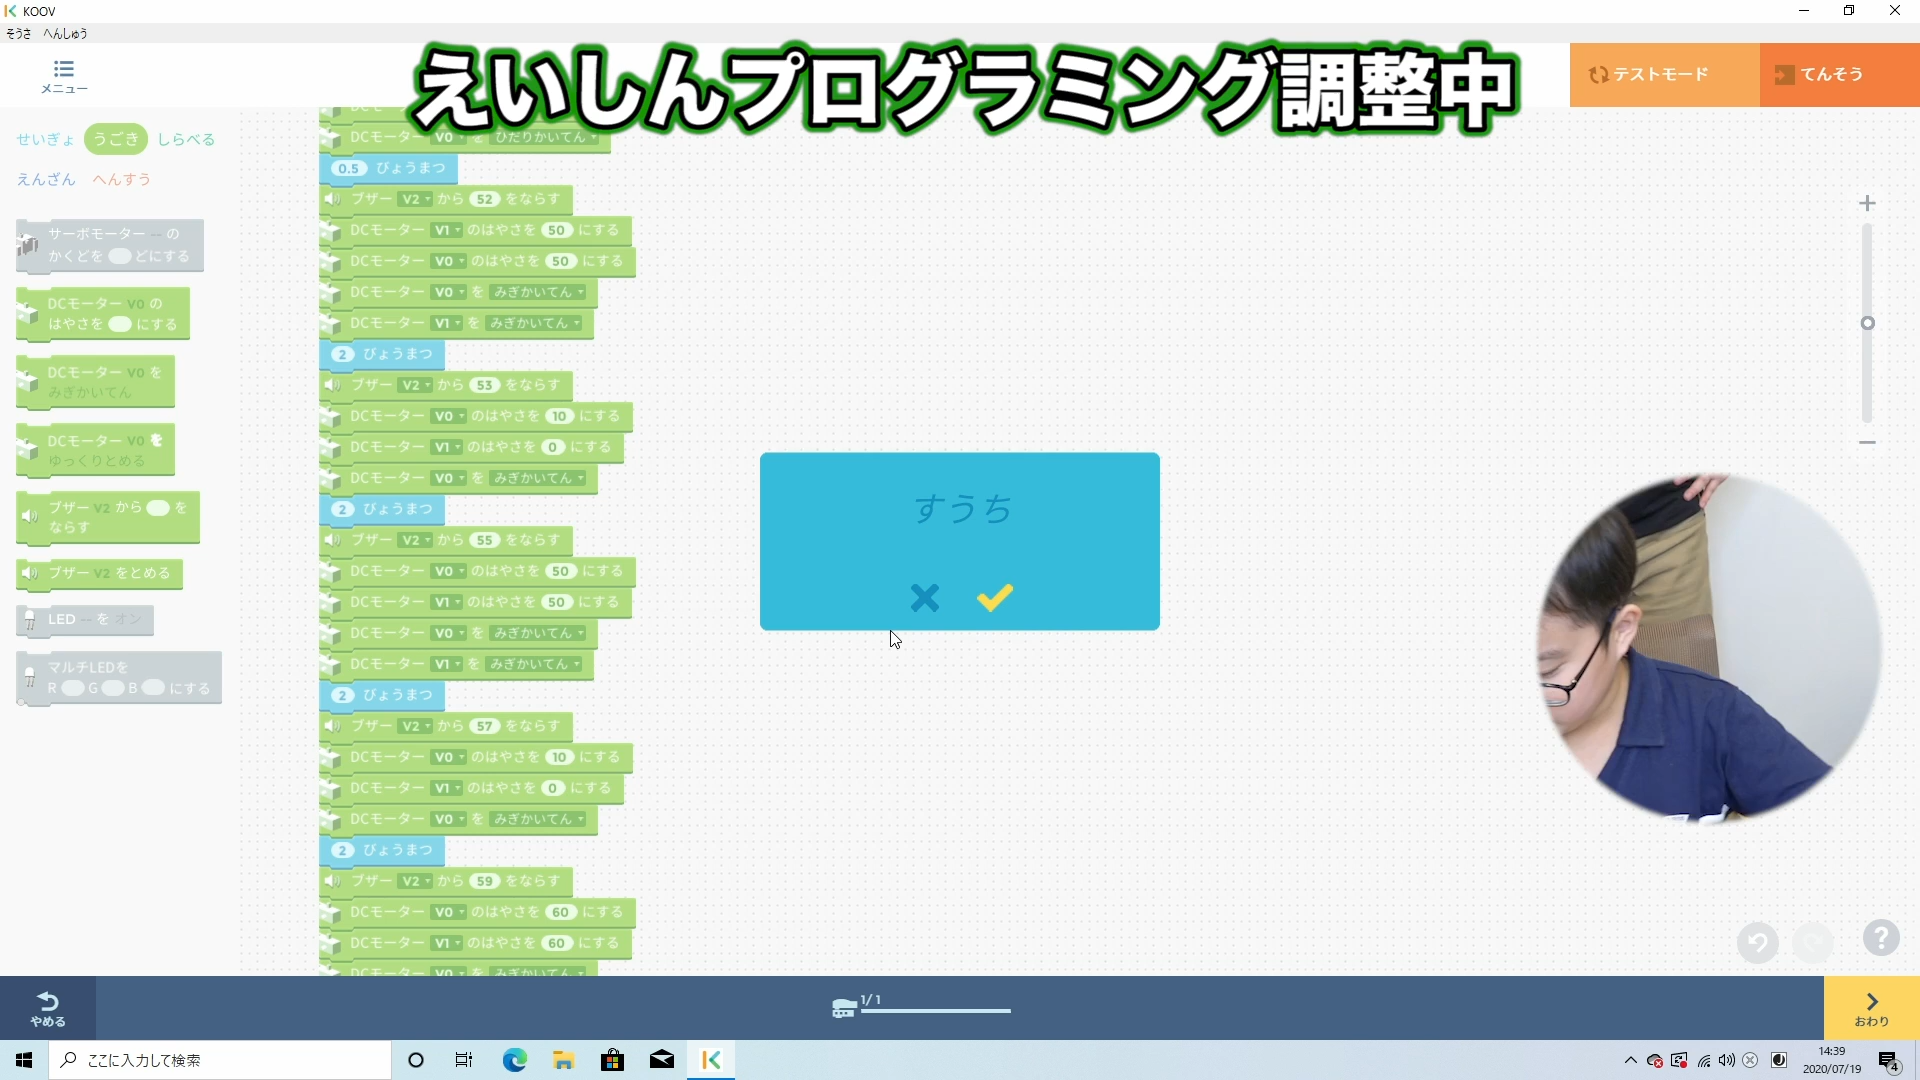 KOOV
そうさ へんしゅう
えいしんプログラミング調整中
メニュー
テストモード
てんそう
せいぎょ うごき しらべる
えんざん へんすう
サーボモーター -- の
かくどを どにする
DCモーター V0 の
はやさを にする
DCモーター V0 を
みぎかいてん
DCモーター V0 を
ゆっくりとめる
ブザー V2 から を
ならす
ブザー V2 をとめる
LED -- を オン
マルチLEDを
R G B にする
DCモーター V0 を ひだりかいてん
0.5 びょうまつ
ブザー V2 から 52 をならす
DCモーター V1 のはやさを 50 にする
DCモーター V0 のはやさを 50 にする
DCモーター V0 を みぎかいてん
DCモーター V1 を みぎかいてん
2 びょうまつ
ブザー V2 から 53 をならす
DCモーター V0 のはやさを 10 にする
DCモーター V1 のはやさを 0 にする
DCモーター V0 を みぎかいてん
2 びょうまつ
ブザー V2 から 55 をならす
DCモーター V0 のはやさを 50 にする
DCモーター V1 のはやさを 50 にする
DCモーター V0 を みぎかいてん
DCモーター V1 を みぎかいてん
2 びょうまつ
ブザー V2 から 57 をならす
DCモーター V0 のはやさを 10 にする
DCモーター V1 のはやさを 0 にする
DCモーター V0 を みぎかいてん
2 びょうまつ
ブザー V2 から 59 をならす
DCモーター V0 のはやさを 60 にする
DCモーター V1 のはやさを 60 にする
DCモーター V0 を みぎかいてん
すうち
?
やめる
1/1
おわり
ここに入力して検索
14:39
2020/07/19
4